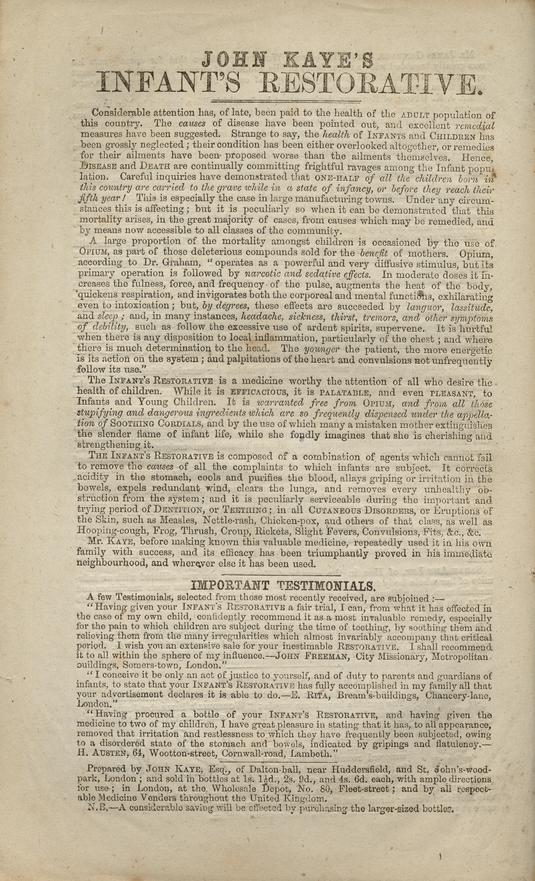 JOHN KAYE'S
INFANT'S RESTORATIVE.
Considerable attention has, of late, been paid to the health of the ADULT population of
this country. The causes of disease have been pointed out, and excellent remedial
measures have been suggested. Strange to say, the health of INFANTS and CHILDREN has
been grossly neglected; their condition has been either overlooked altogether, or remedies
for their ailments have been proposed worse than the ailments themselves. Hence,
DISEASE and DEATH are continually committing frightful ravages among the Infant popu-
lation. Careful inquiries have demonstrated that ONE-HALF of all the children born in
this country are carried to the grave while in a state of infancy, or before they reach their
fifth year! This is especially the case in large manufacturing towns. Under any circum-
stances this is affecting; but it is peculiarly so when it can be demonstrated that this
mortality arises, in the great majority of cases, from causes which may be remedied, and
by means now accessible to all classes of the community.
A large proportion of the mortality amongst children is occasioned by the use of
OPIUM, as part of those deleterious compounds sold for the benefit of mothers. Opium,
according to Dr. Graham, "operates as a powerful and very diffusive stimulus, but its
primary operation is followed by narcotic and sedative effects. In moderate doses it in-
creases the fulness, force, and frequency of the pulse, augments the heat of the body,
quickens respiration, and invigorates both the corporeal and mental functions, exhilarating
even to intoxication; but, by degrees, these effects are succeeded by languor, lassitude,
and sleep; and, in many instances, headache, sickness, thirst, tremors, and other symptoms
of debility, such as follow the excessive use of ardent spirits, supervene. It is hurtful
when there is any disposition to local inflammation, particularly of the chest; and where
there is much determination to the head. The younger the patient, the more energetic
is its action on the system; and palpitations of the heart and convulsions not unfrequently
follow its use."
The INFANT'S RESTORATIVE is a medicine worthy the attention of all who desire the
health of children. While it is EFFICACIOUS, it is PALATABLE, and even PLEASANT, to
Infants and Young Children. It is warranted free from OPIUM, and from all those
stupifying and dangerous ingredients which are so frequently dispensed under the appella-
tion of SOOTHING CORDIALS, and by the use of which many a mistaken mother extinguishes
the slender flame of infant life, while she fondly imagines that she is cherishing and
strengthening it.
THE INFANT'S RESTORATIVE is composed of a combination of agents which cannot fail
to remove the causes of all the complaints to which infants are subject. It corrects
acidity in the stomach, cools and purifies the blood, allays griping or irritation in the
bowels, expels redundant wind, clears the lungs, and removes every unhealthy ob-
struction from the system; and it is peculiarly serviceable during the important and
trying period of DENTITION, or TEETHING; in all CUTANEOUS DISORDERS, or Eruptions of
the Skin, such as Measles, Nettle-rash, Chicken-pox, and others of that class, as well as
Hooping-cough, Frog, Thrush, Croup, Rickets, Slight Fevers, Convulsions, Fits, &c., &c.
Mr. KAYE, before making known this valuable medicine, repeatedly used it in his own
family with success, and its efficacy has been triumphantly proved in his immediate
neighbourhood, and wherever else it has been used.
IMPORTANT TESTIMONIALS.
A few Testimonials, selected from those most recently received, are subjoined:—
"Having given your INFANT'S RESTORATIVE a fair trial, I can, from what it has effected in
the case of my own child, confidently recommend it as a most invaluable remedy, especially
for the pain to which children are subject during the time of teething, by soothing them and
relieving them from the many irregularities which almost invariably accompany that critical
period. I wish you an extensive sale for your inestimable RESTORATIVE. I shall recommend
it to all within the sphere of my influence.—JOHN FREEMAN, City Missionary, Metropolitan
buildings, Somers-town, London."
"I conceive it be only an act of justice to yourself, and of duty to parents and guardians of
infants, to state that your INFANT'S RESTORATIVE has fully accomplished in my family all that
your advertisement declares it is able to do.—E. RITA, Bream's-buildings, Chancery-lane,
London."
"Having procured a bottle of your INFANT'S RESTORATIVE, and having given the
medicine to two of my children, I have great pleasure in stating that it has, to all appearance,
removed that irritation and restlessness to which they have frequently been subjected, owing
to a disordered state of the stomach and bowels, indicated by gripings and flatulency.—
H. AUSTEN, 64, Wootton-street, Cornwall-road, Lambeth."
Prepared by JOHN KAYE, Esq., of Dalton-hall, near Huddersfield, and St. John's-wood-
park, London; and sold in bottles at 1s. 1½d., 2s. 9d., and 4s. 6d. each, with ample directions
for use; in London, at the Wholesale Depot, No. 80, Fleet-street; and by all respect-
able Medicine Venders throughout the United Kingdom.
N.B.—A considerable saving will be effected by purchasing the larger-sized bottles.